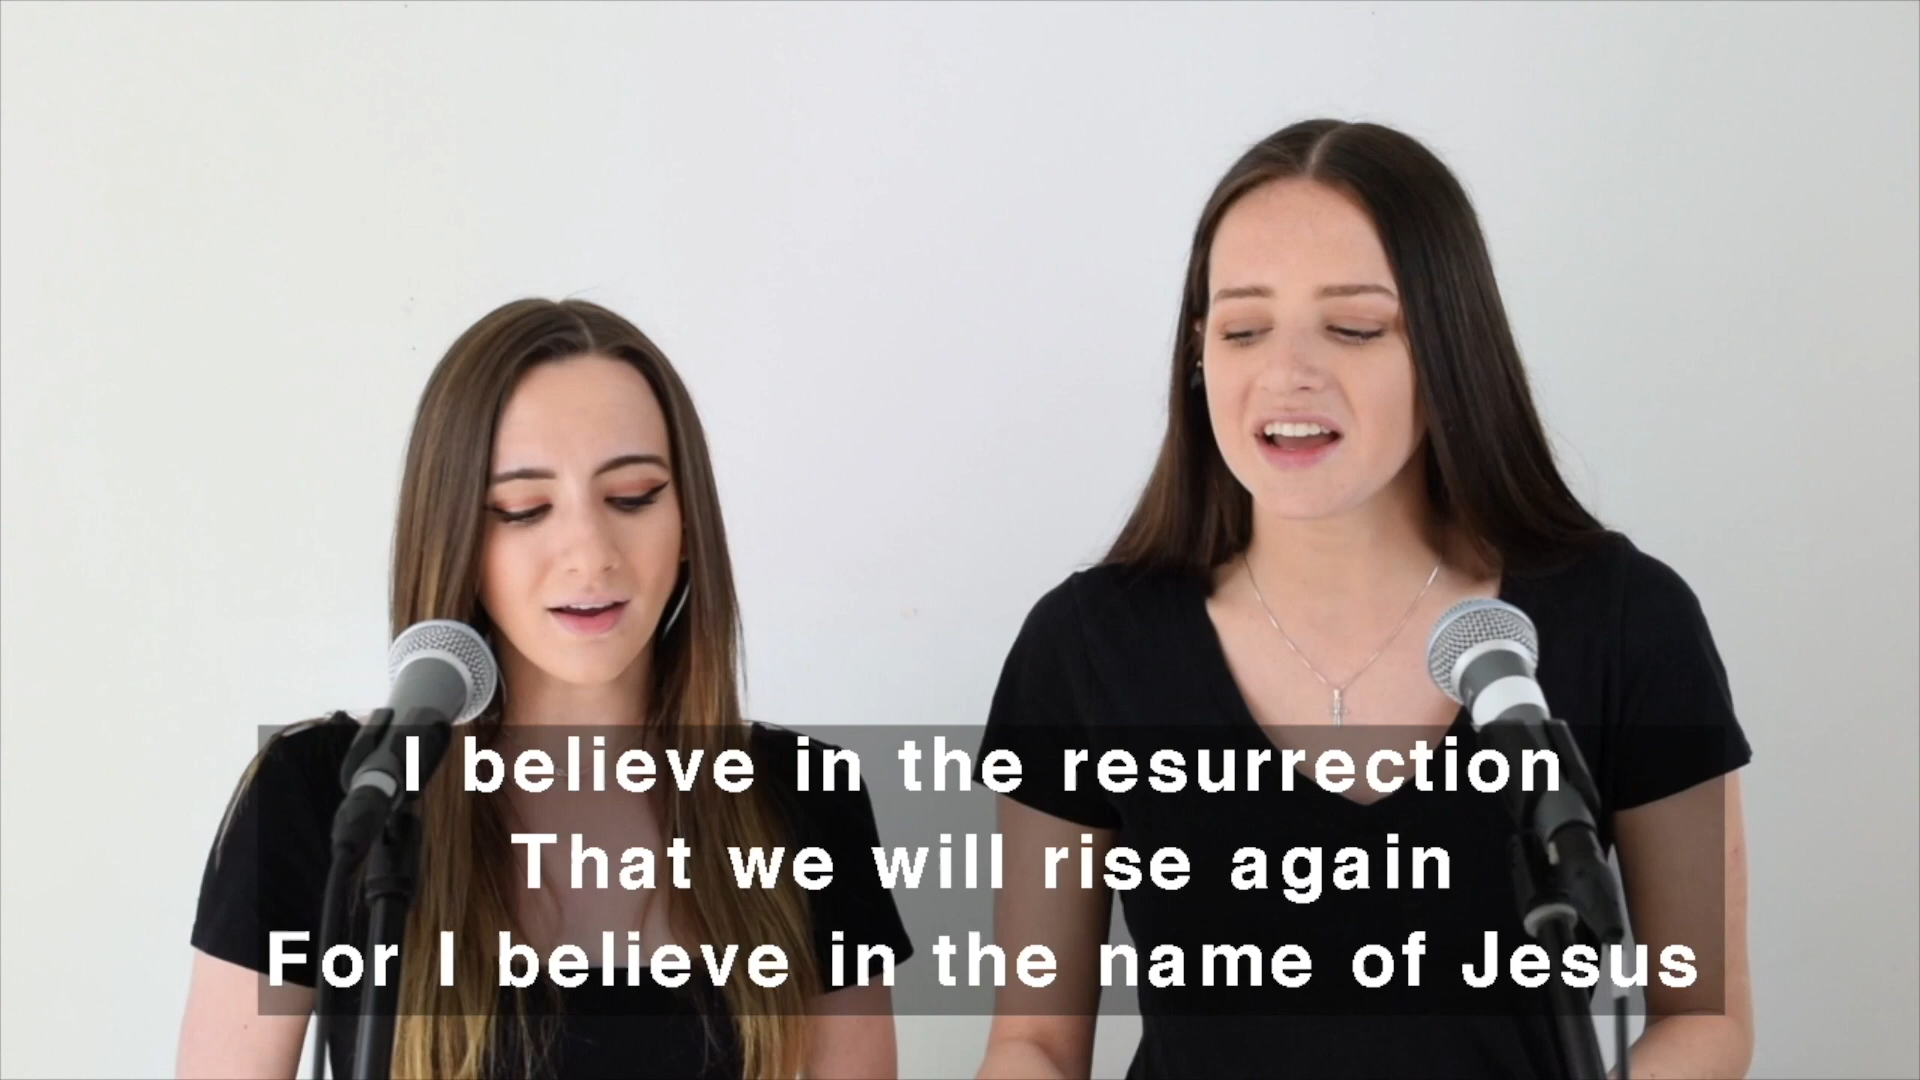 I believe in the resurrection
That we will rise again
For I believe in the name of Jesus